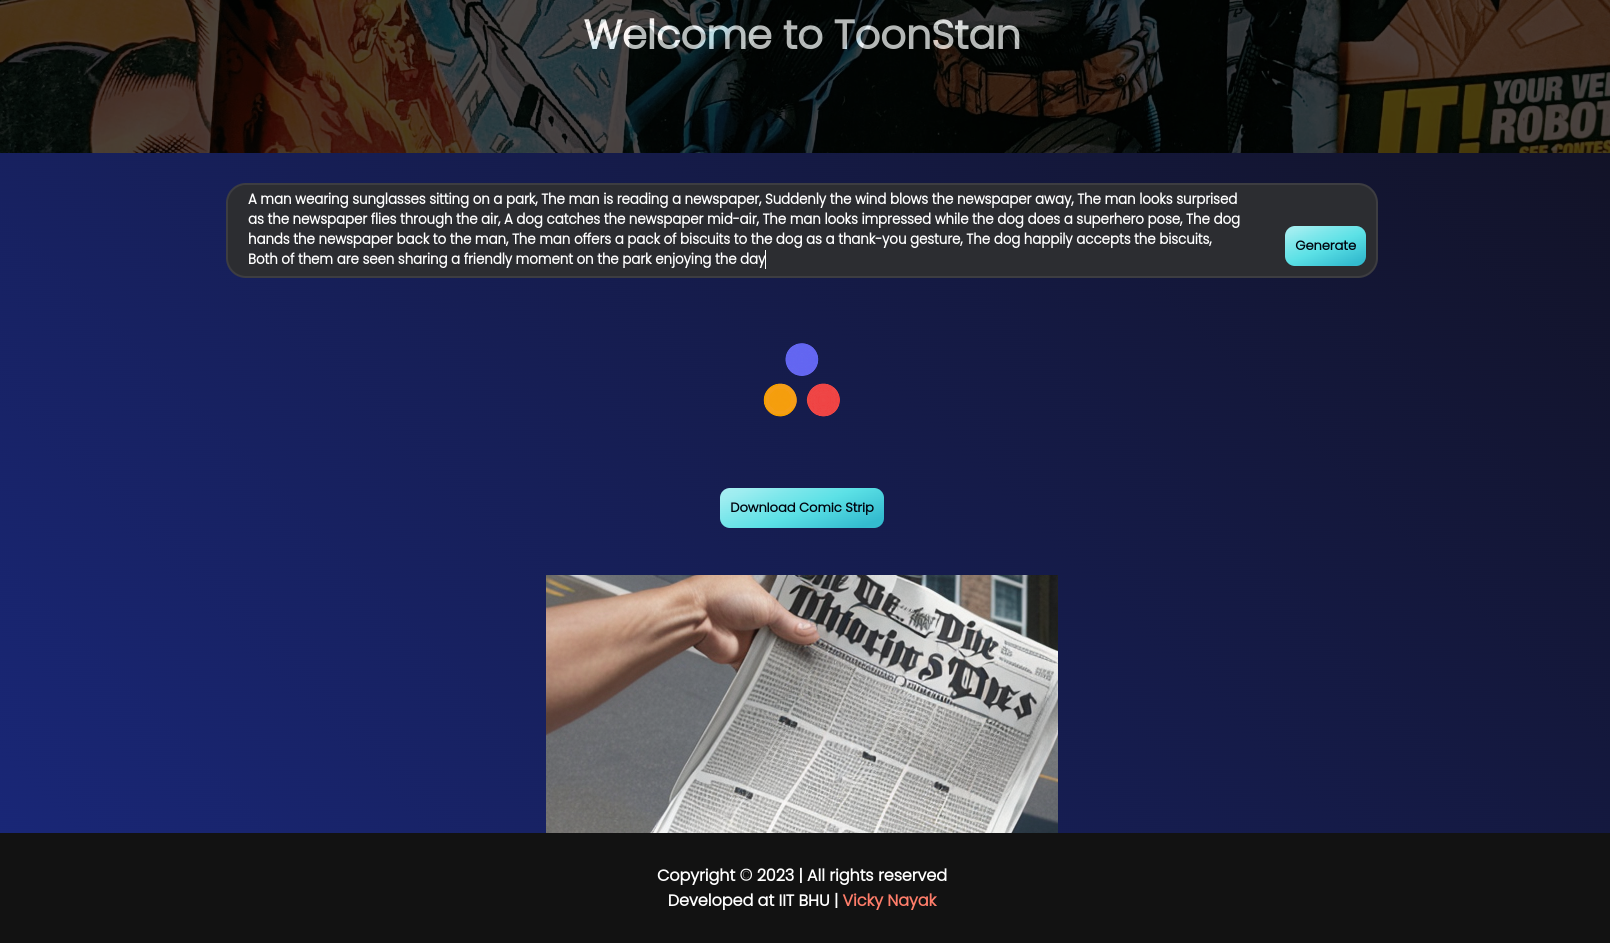 Welcome to ToonStan
IT!
YOUR VE
ROBOT
SEE CONTES
A man wearing sunglasses sitting on a park, The man is reading a newspaper, Suddenly the wind blows the newspaper away, The man looks surprised
as the newspaper flies through the air, A dog catches the newspaper mid-air, The man looks impressed while the dog does a superhero pose, The dog
hands the newspaper back to the man, The man offers a pack of biscuits to the dog as a thank-you gesture, The dog happily accepts the biscuits,
Both of them are seen sharing a friendly moment on the park enjoying the day
Generate
Download Comic Strip
Copyright © 2023 | All rights reserved
Developed at IIT BHU | Vicky Nayak